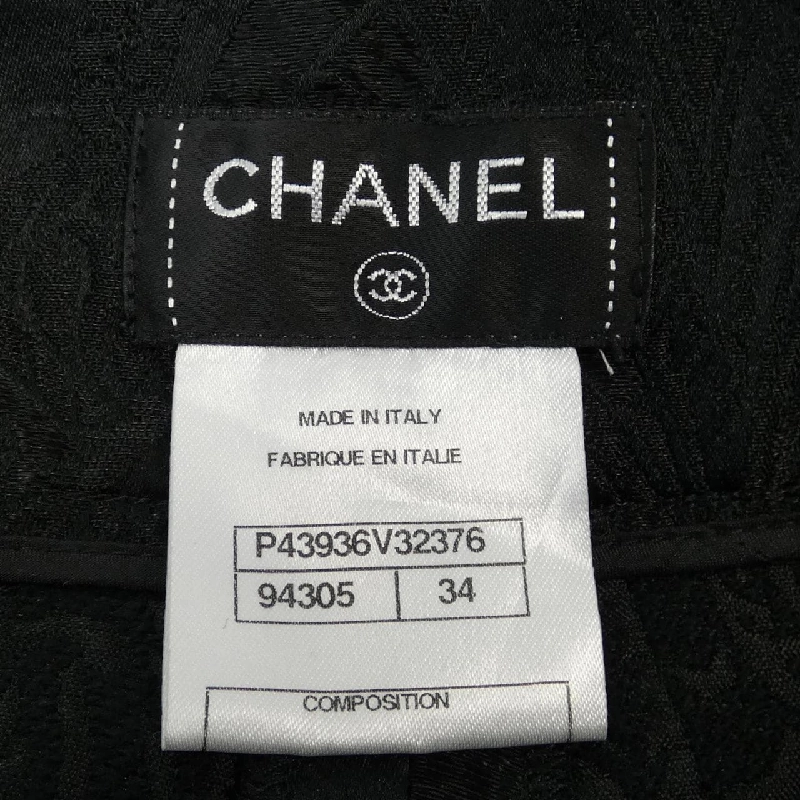 CHANEL
MADE IN ITALY
FABRIQUE EN ITALIE
P43936V32376
94305 34
COMPOSITION